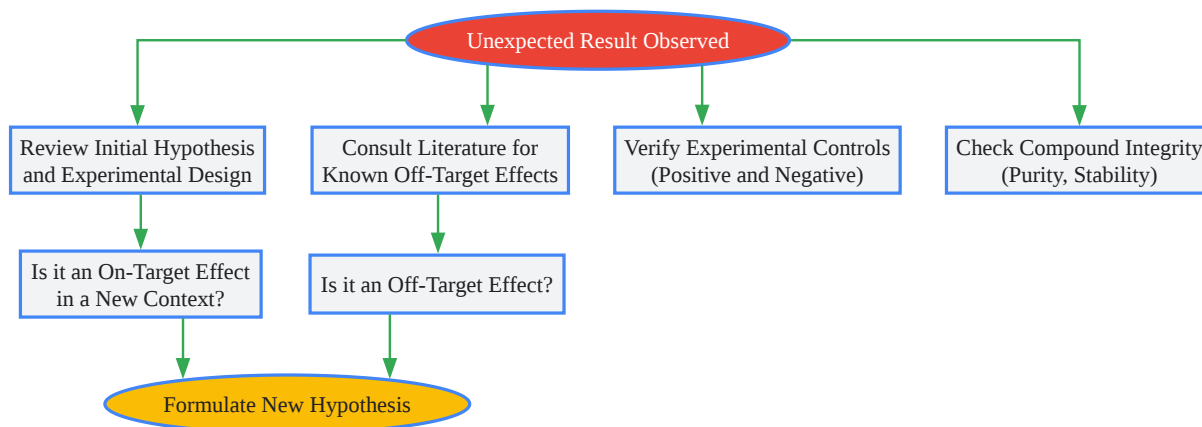 Unexpected Result Observed
Review Initial Hypothesis
and Experimental Design
Consult Literature for
Known Off-Target Effects
Verify Experimental Controls
(Positive and Negative)
Check Compound Integrity
(Purity, Stability)
Is it an On-Target Effect
in a New Context?
Is it an Off-Target Effect?
Formulate New Hypothesis